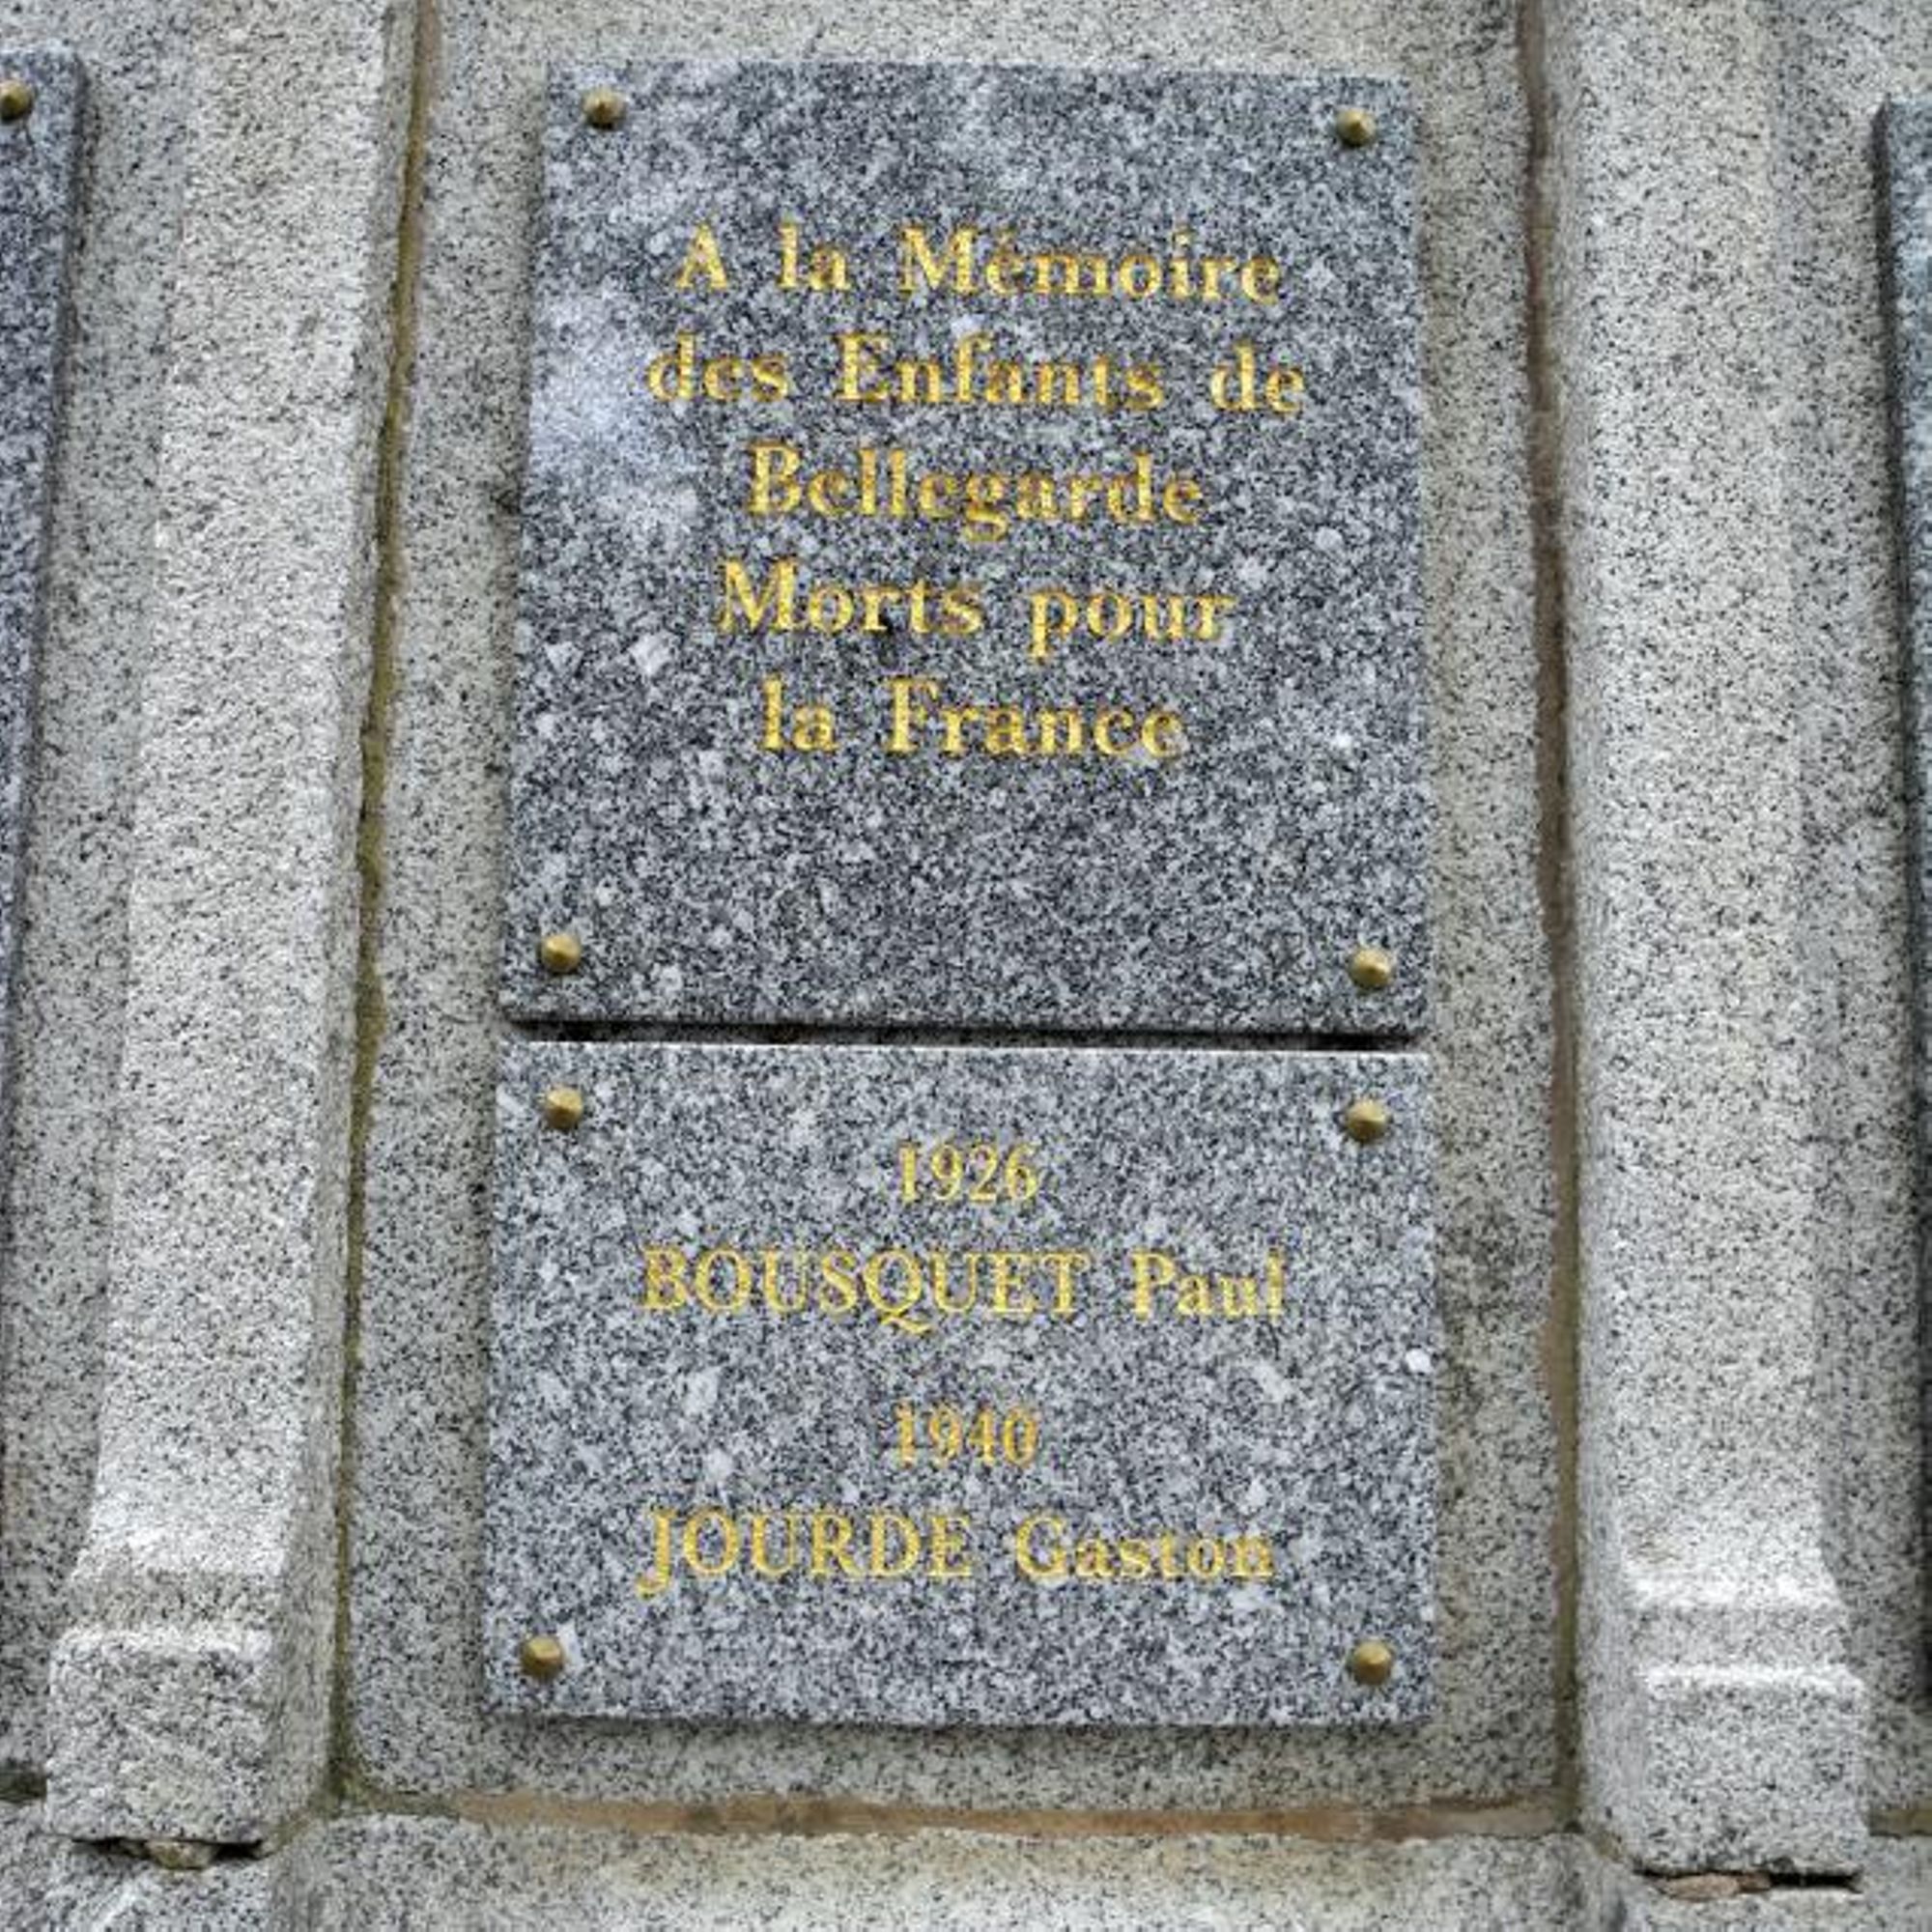 A la Mémoire
des Enfants de
Bellegarde
Morts pour
la France
1926
BOUSQUET Paul
1940
JOURDE Gaston